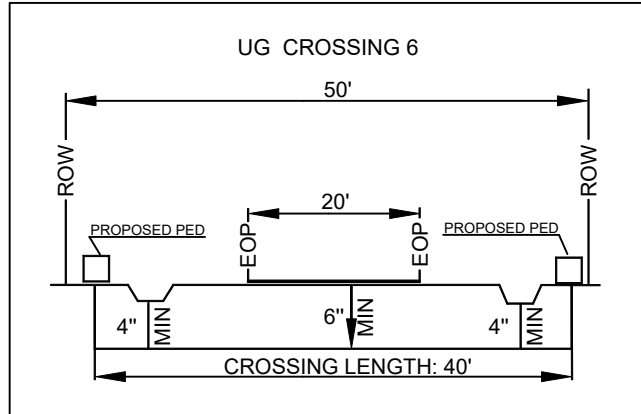 UG CROSSING 6
50'
ROW
ROW
20'
PROPOSED PED
EOP
EOP
PROPOSED PED
4"
MIN
6"
MIN
4"
MIN
CROSSING LENGTH: 40'